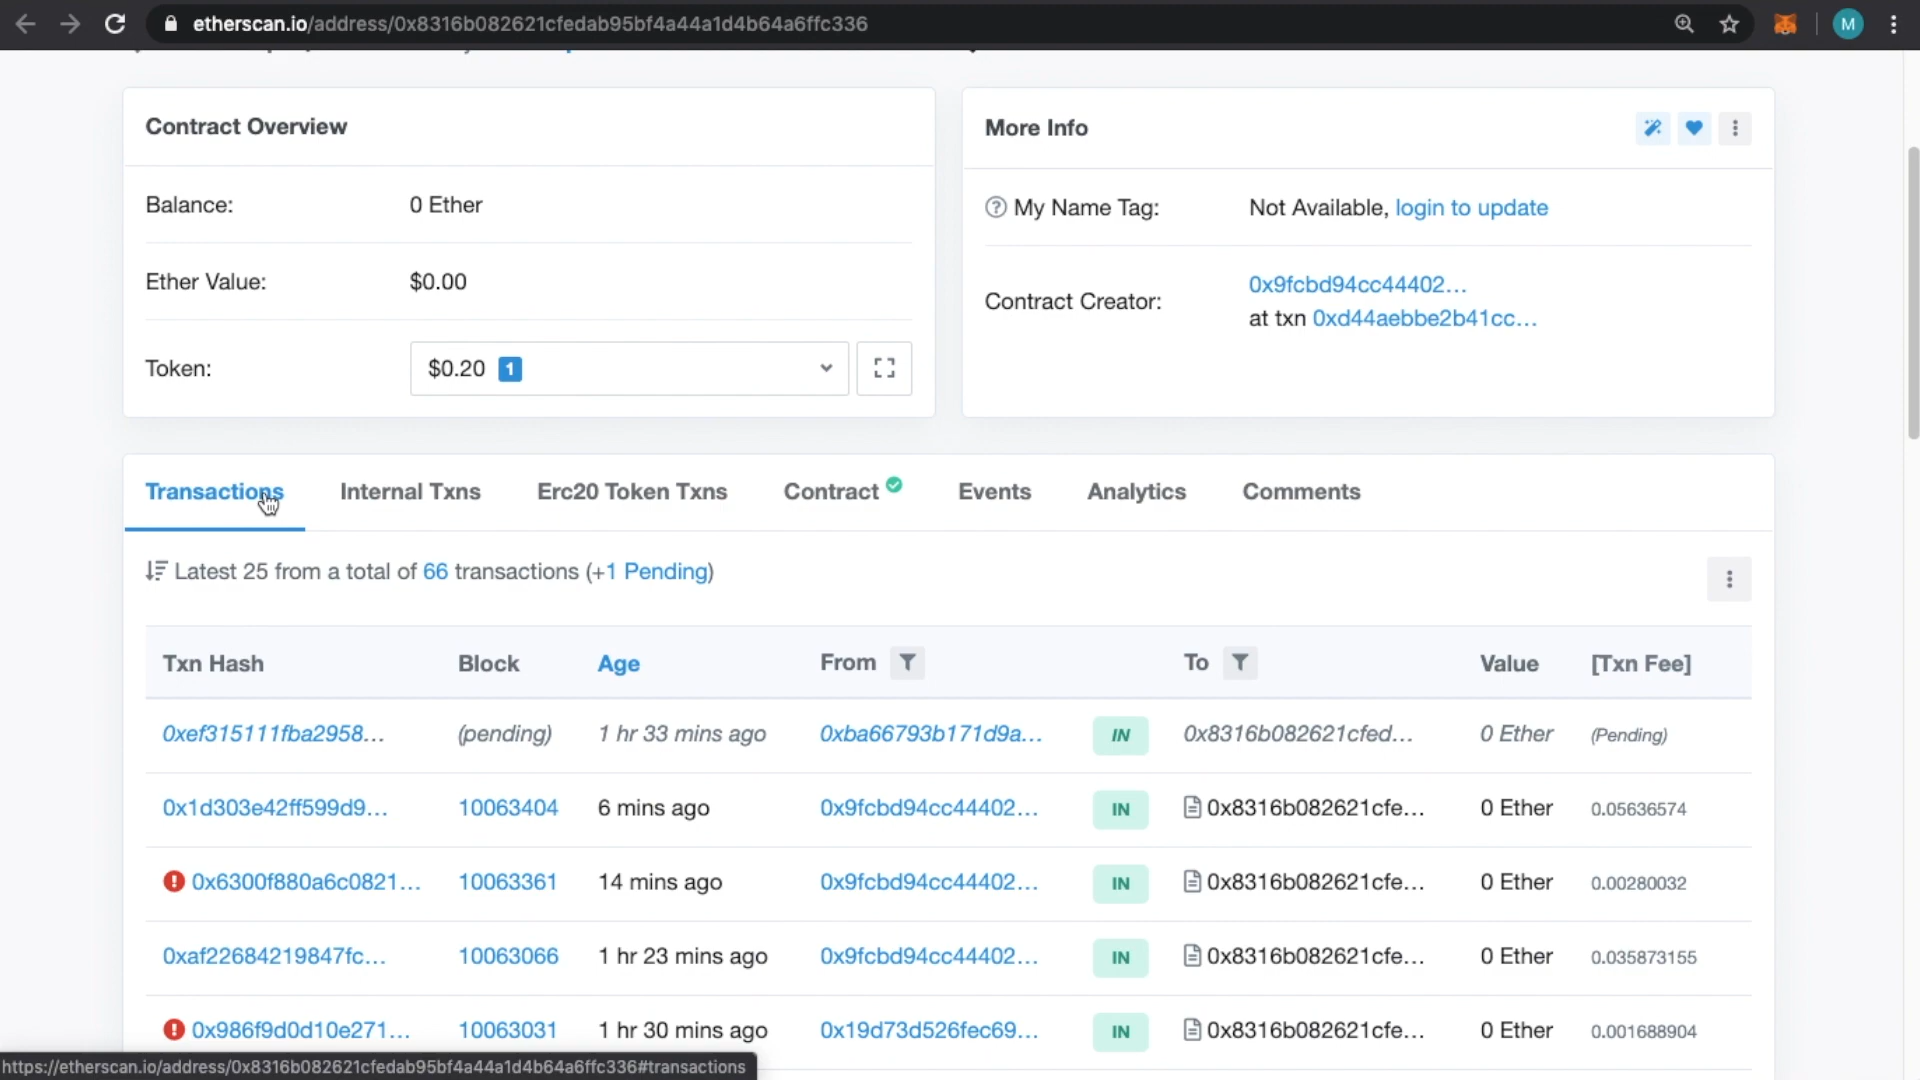 etherscan.io/address/0x8316b082621cfedab95bf4a44a1d4b64a6ffc336
M
Contract Overview
Balance: 0 Ether
Ether Value: $0.00
Token: $0.20 1
More Info
My Name Tag: Not Available, login to update
Contract Creator: 0x9fcbd94cc44402...
at txn 0xd44aebbe2b41cc...
Transactions Internal Txns Erc20 Token Txns Contract Events Analytics Comments
Latest 25 from a total of 66 transactions (+1 Pending)
Txn Hash Block Age From To Value [Txn Fee]
0xef315111fba2958... (pending) 1 hr 33 mins ago 0xba66793b171d9a... IN 0x8316b082621cfed... 0 Ether (Pending)
0x1d303e42ff599d9... 10063404 6 mins ago 0x9fcbd94cc44402... IN 0x8316b082621cfe... 0 Ether 0.05636574
0x6300f880a6c0821... 10063361 14 mins ago 0x9fcbd94cc44402... IN 0x8316b082621cfe... 0 Ether 0.00280032
0xaf22684219847fc... 10063066 1 hr 23 mins ago 0x9fcbd94cc44402... IN 0x8316b082621cfe... 0 Ether 0.035873155
0x986f9d0d10e271... 10063031 1 hr 30 mins ago 0x19d73d526fec69... IN 0x8316b082621cfe... 0 Ether 0.001688904
https://etherscan.io/address/0x8316b082621cfedab95bf4a44a1d4b64a6ffc336#transactions